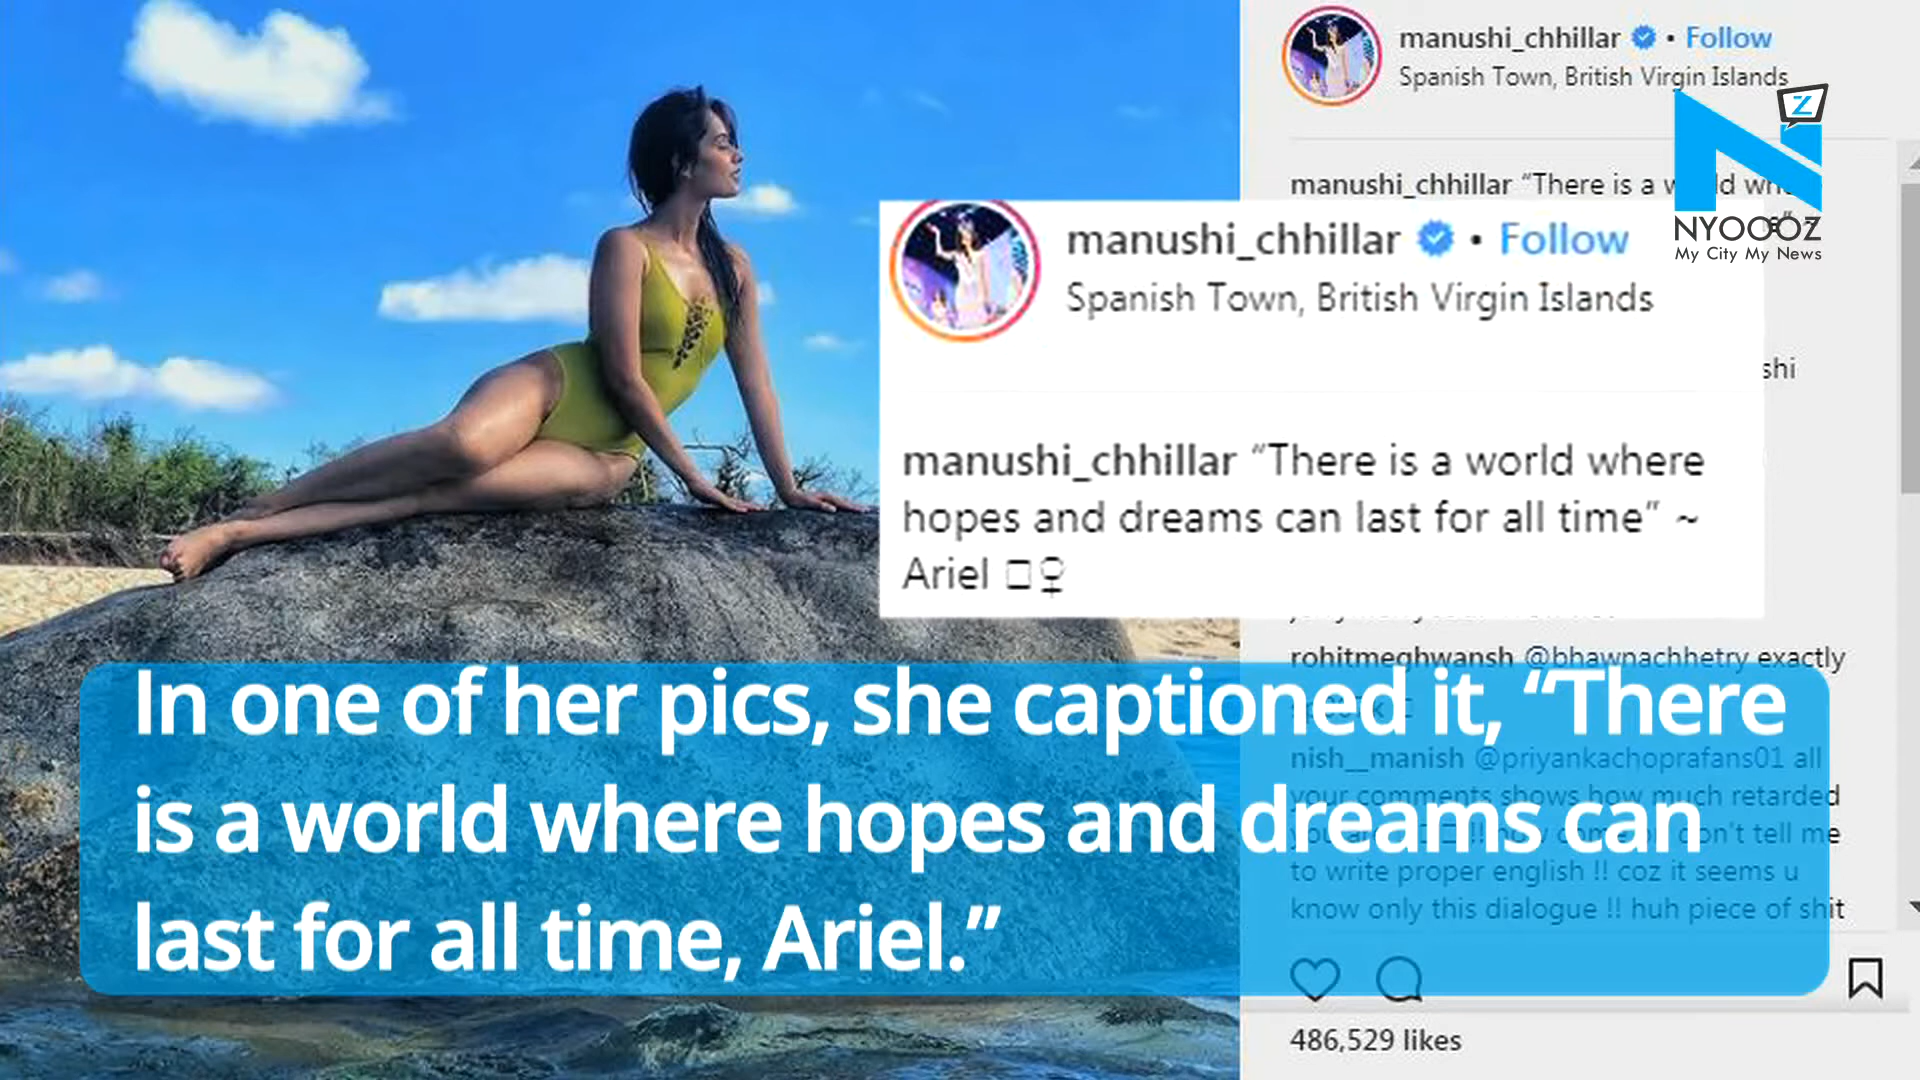 manushi_chhillar • Follow
Spanish Town, British Virgin Islands
Z
NYOOOZ
My City My News
manushi_chhillar “There is a
manushi_chhillar • Follow
Spanish Town, British Virgin Islands
manushi_chhillar “There is a world where
hopes and dreams can last for all time” ~
Ariel □♀
shi
rohitmeghwansh @bhawnachhetry exactly
In one of her pics, she captioned it, “There
is a world where hopes and dreams can
last for all time, Ariel.”
nish__manish @priyankachoprafans01 all
your comments shows how much retarded
don't tell me
to write proper english !! coz it seems u
know only this dialogue !! huh piece of shit
486,529 likes